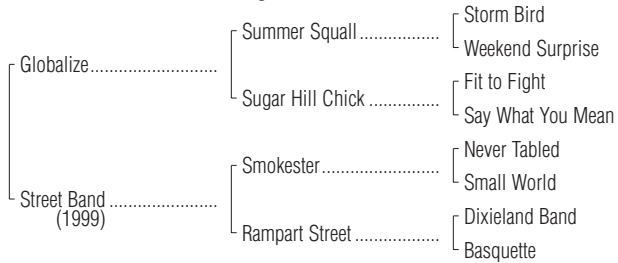 Storm Bird
Summer Squall..................
Weekend Surprise
Globalize..........................
Fit to Fight
Sugar Hill Chick ...............
Say What You Mean
Never Tabled
Smokester.........................
Small World
Street Band ......................
(1999)
Dixieland Band
Rampart Street ..................
Basquette